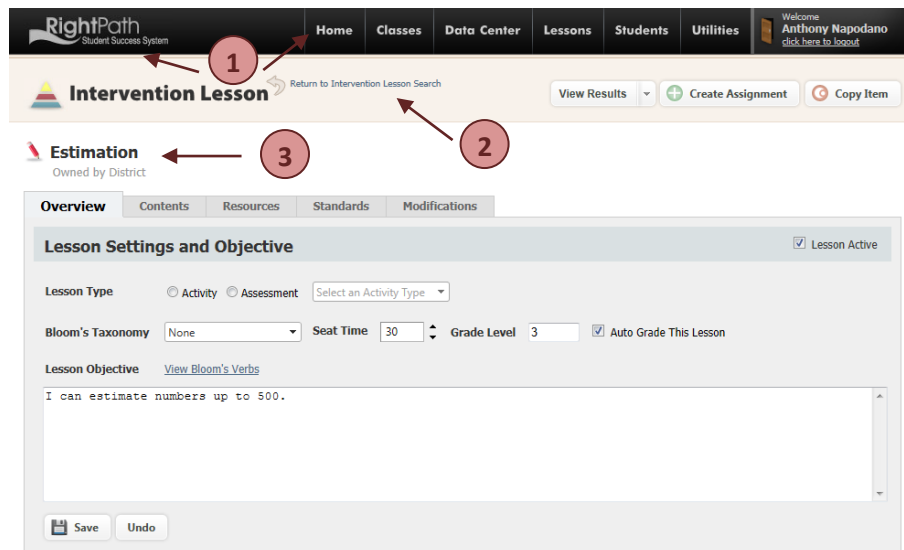 RightPath
Student Success System
Home Classes Data Center Lessons Students Utilities
Welcome
Anthony Napodano
click here to logout
1
Intervention Lesson
Return to Intervention Lesson Search
View Results Create Assignment Copy Item
2
Estimation
Owned by District
3
Overview Contents Resources Standards Modifications
Lesson Settings and Objective Lesson Active
Lesson Type Activity Assessment Select an Activity Type
Bloom's Taxonomy None Seat Time 30 Grade Level 3 Auto Grade This Lesson
Lesson Objective View Bloom's Verbs
I can estimate numbers up to 500.
Save Undo